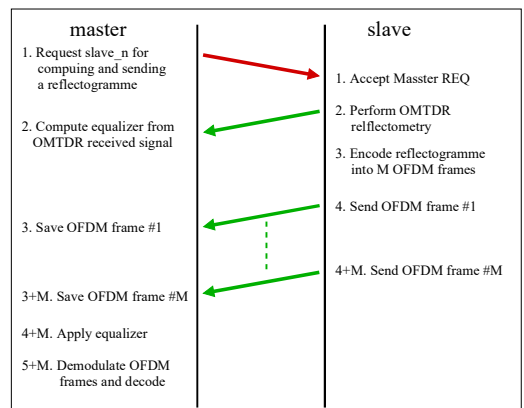 master
slave
1. Request slave_n for
compuing and sending
a reflectogramme
1. Accept Masster REQ
2. Perform OMTDR
relflectometry
2. Compute equalizer from
OMTDR received signal
3. Encode reflectogramme
into M OFDM frames
4. Send OFDM frame #1
3. Save OFDM frame #1
4+M. Send OFDM frame #M
3+M. Save OFDM frame #M
4+M. Apply equalizer
5+M. Demodulate OFDM
frames and decode